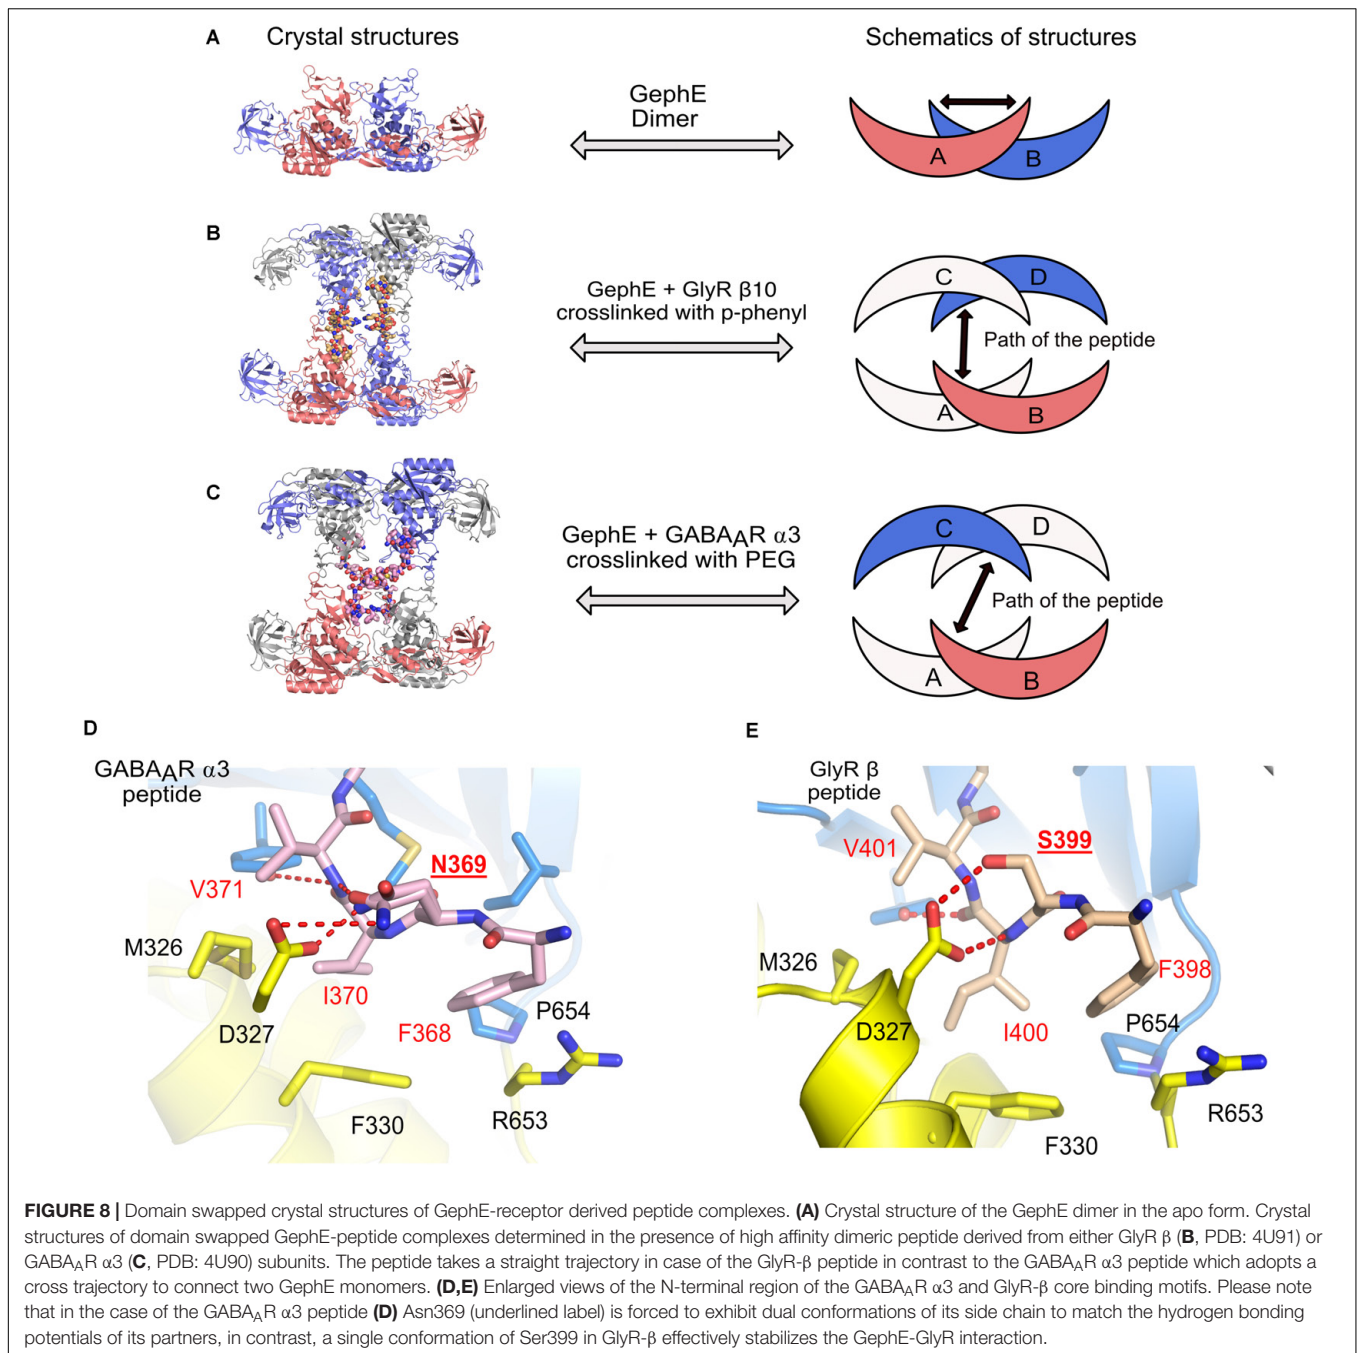 A
Crystal structures
Schematics of structures
GephE
Dimer
A
B
B
GephE + GlyR β10
crosslinked with p-phenyl
C
D
Path of the peptide
A
B
C
GephE + GABAAR α3
crosslinked with PEG
C
D
Path of the peptide
A
B
D
GABAAR α3
peptide
N369
V371
M326
I370
D327
F368
P654
F330
R653
E
GlyR β
peptide
S399
V401
M326
F398
D327
I400
P654
R653
F330
FIGURE 8 | Domain swapped crystal structures of GephE-receptor derived peptide complexes. (A) Crystal structure of the GephE dimer in the apo form. Crystal
structures of domain swapped GephE-peptide complexes determined in the presence of high affinity dimeric peptide derived from either GlyR β (B, PDB: 4U91) or
GABAAR α3 (C, PDB: 4U90) subunits. The peptide takes a straight trajectory in case of the GlyR-β peptide in contrast to the GABAAR α3 peptide which adopts a
cross trajectory to connect two GephE monomers. (D,E) Enlarged views of the N-terminal region of the GABAAR α3 and GlyR-β core binding motifs. Please note
that in the case of the GABAAR α3 peptide (D) Asn369 (underlined label) is forced to exhibit dual conformations of its side chain to match the hydrogen bonding
potentials of its partners, in contrast, a single conformation of Ser399 in GlyR-β effectively stabilizes the GephE-GlyR interaction.